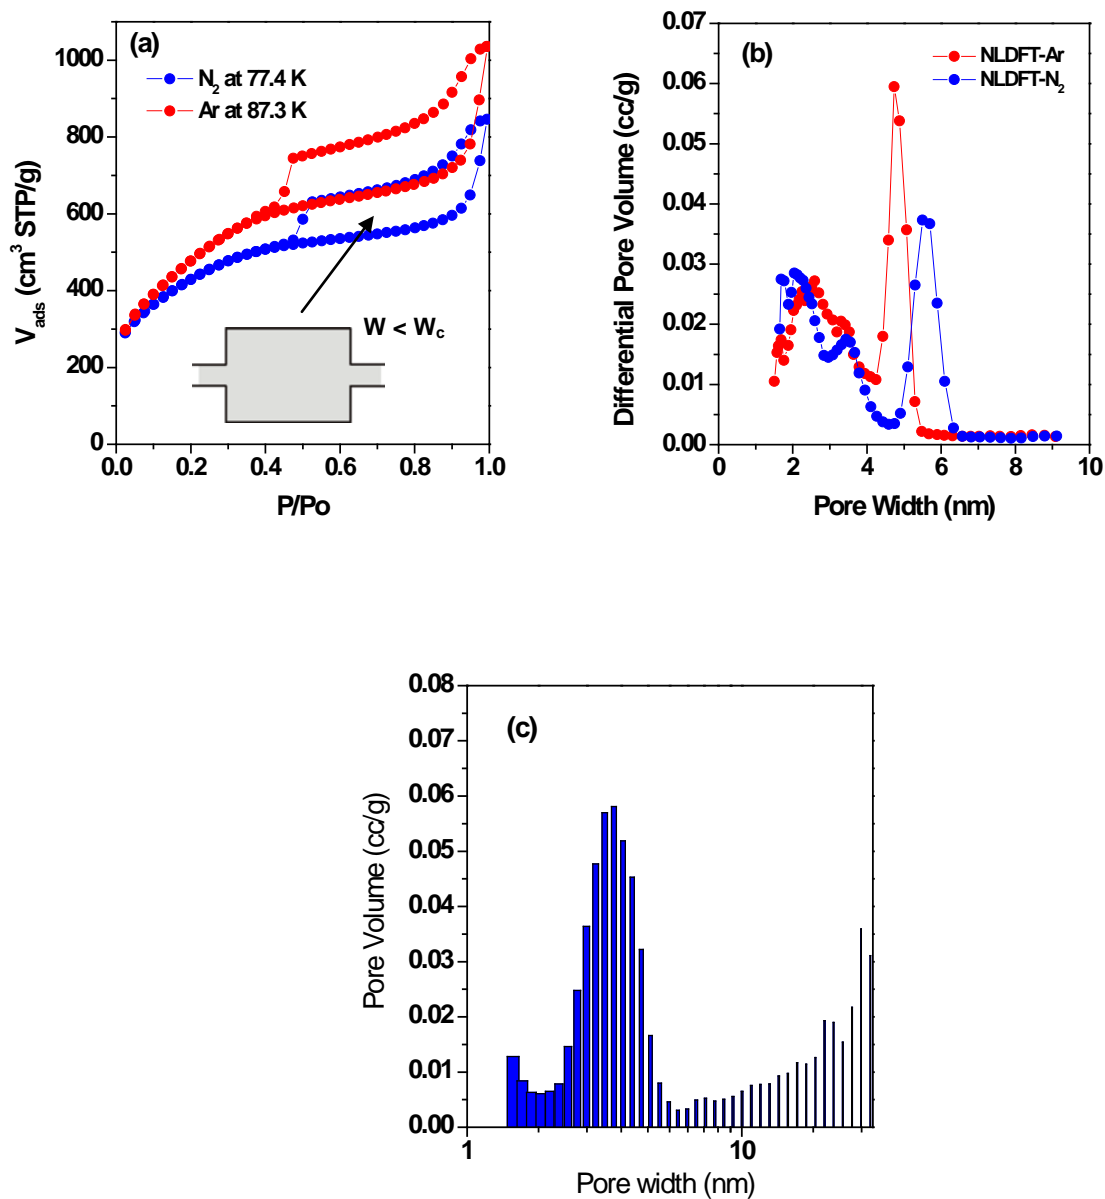 (a)
N₂ at 77.4 K
Ar at 87.3 K
1000
800
600
400
200
0
V_ads (cm³ STP/g)
W < W_c
0.0 0.2 0.4 0.6 0.8 1.0
P/Po
(b)
NLDFT-Ar
NLDFT-N₂
0.07
0.06
0.05
0.04
0.03
0.02
0.01
0.00
Differential Pore Volume (cc/g)
0 2 4 6 8 10
Pore Width (nm)
(c)
0.08
0.07
0.06
0.05
0.04
0.03
0.02
0.01
0.00
Pore Volume (cc/g)
1 10
Pore width (nm)